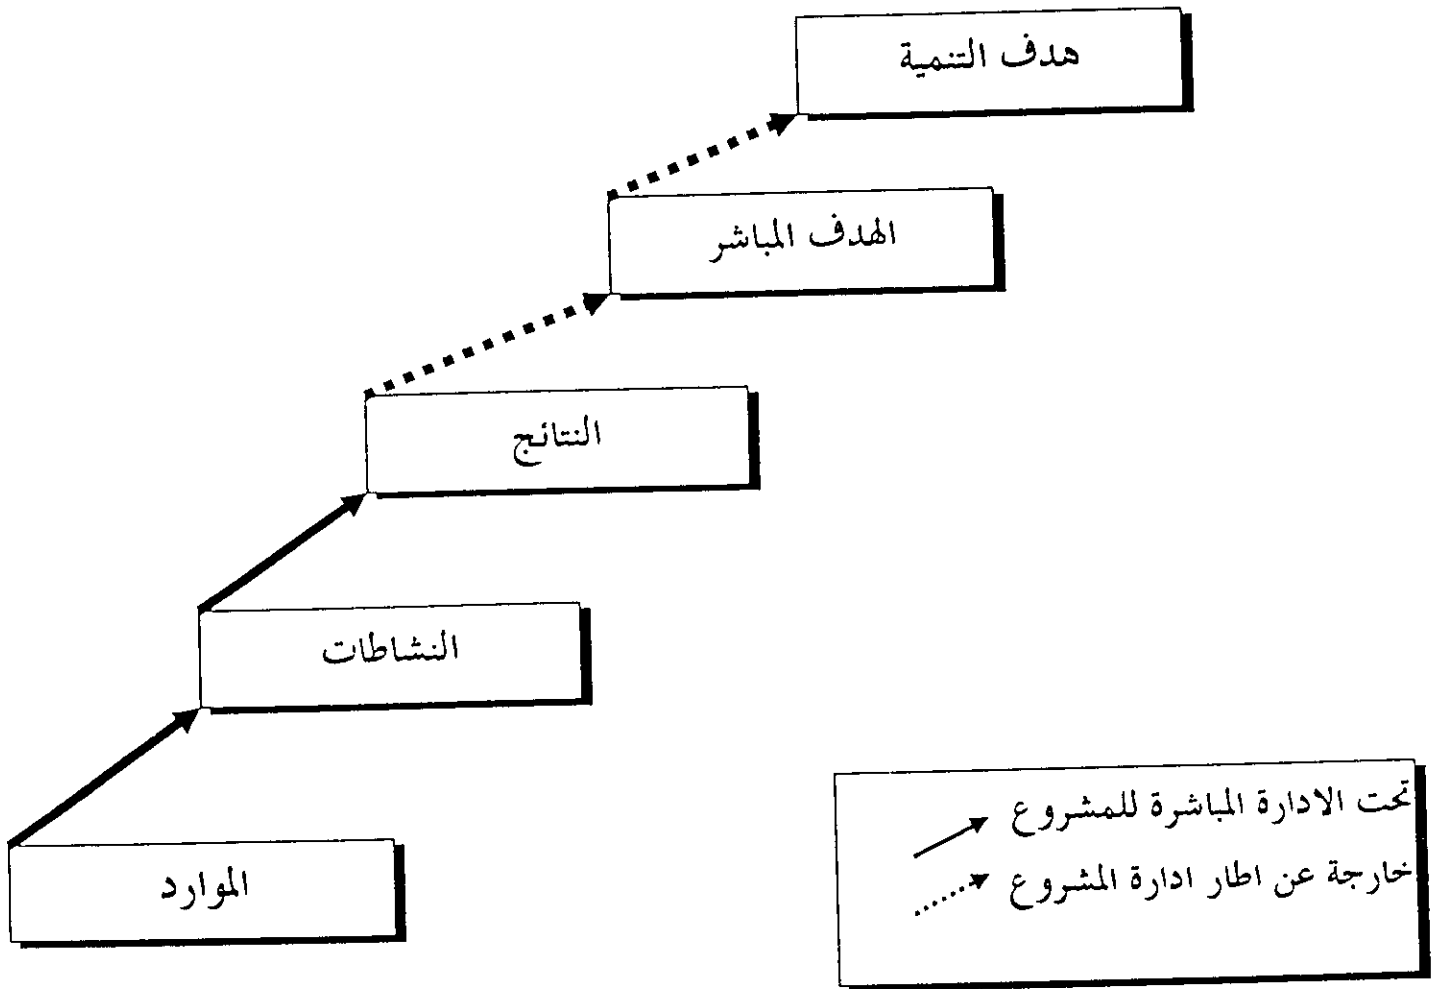 هدف التنمية
الهدف المباشر
النتائج
النشاطات
الموارد
تحت الادارة المباشرة للمشروع
خارجة عن اطار ادارة المشروع